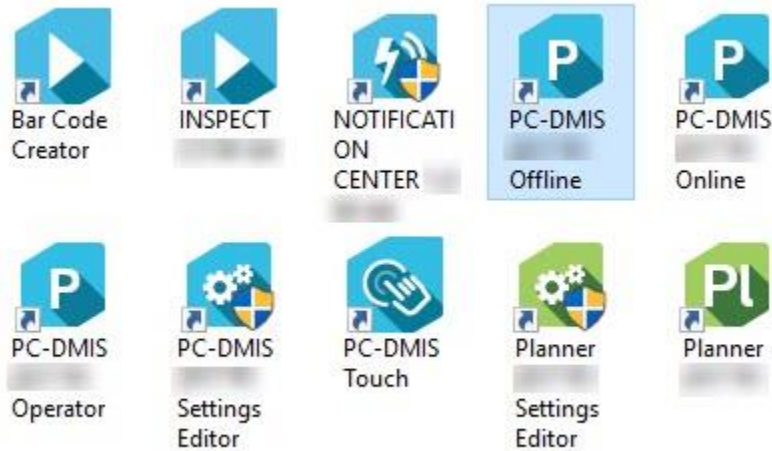 P
P
Bar Code
Creator
INSPECT
NOTIFICATI
ON
CENTER
PC-DMIS
Offline
PC-DMIS
Online
P
Pl
PC-DMIS
Operator
PC-DMIS
Settings
Editor
PC-DMIS
Touch
Planner
Settings
Editor
Planner